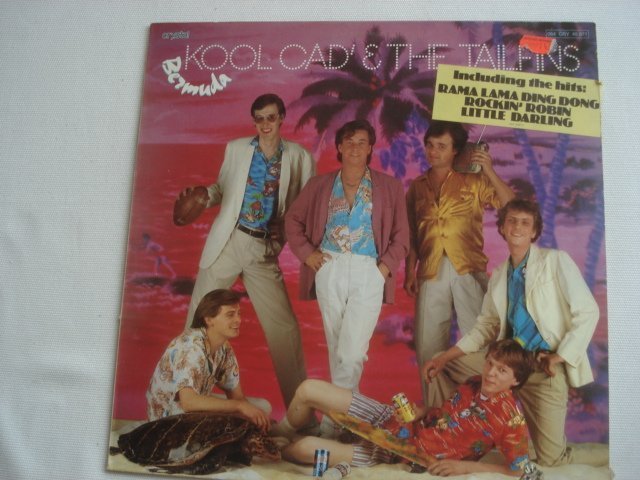 crystal
KOOL CAD' & THE TAILFINS
Bermuda
Including the hits:
RAMA LAMA DING DONG
ROCKIN' ROBIN
LITTLE DARLING